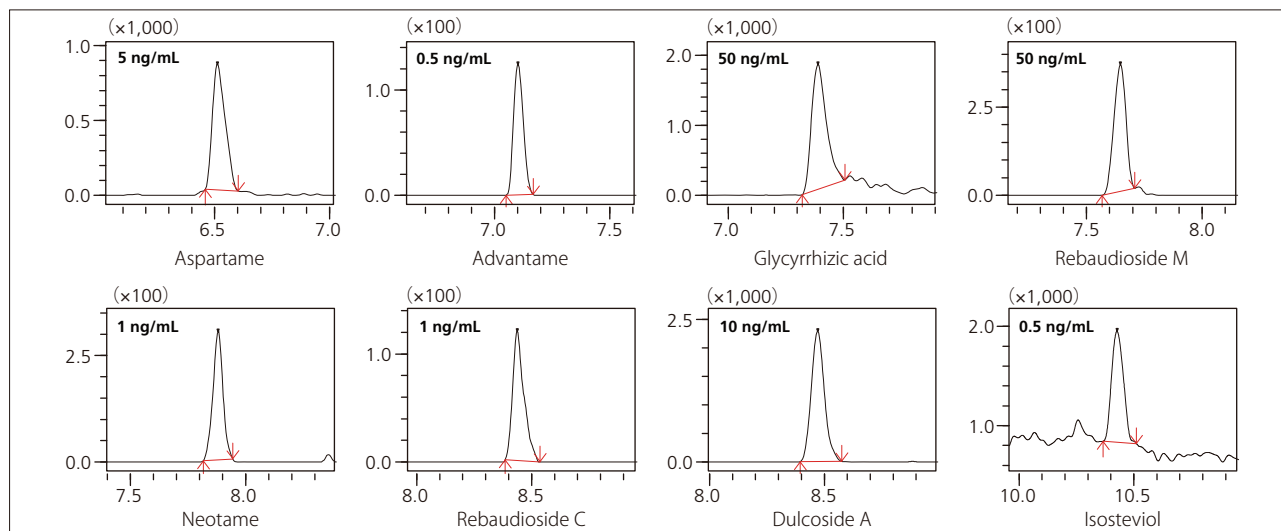 (×1,000)
1.0
0.5
0.0
5 ng/mL
6.5
7.0
Aspartame
(×100)
1.0
0.0
0.5 ng/mL
7.0
7.5
Advantame
(×1,000)
2.0
1.0
0.0
50 ng/mL
7.0
7.5
Glycyrrhizic acid
(×100)
2.5
0.0
50 ng/mL
7.5
8.0
Rebaudioside M
(×100)
2.5
0.0
1 ng/mL
7.5
8.0
Neotame
(×100)
1.0
0.0
1 ng/mL
8.0
8.5
Rebaudioside C
(×1,000)
2.5
0.0
10 ng/mL
8.0
8.5
Dulcoside A
(×1,000)
2.0
1.0
0.5 ng/mL
10.0
10.5
Isosteviol